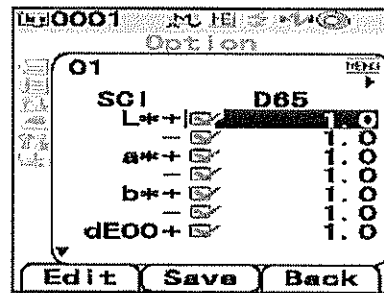 0001
Option
01
MENU
SCI D65
L*+ 1.0
− 1.0
a*+ 1.0
− 1.0
b*+ 1.0
− 1.0
dE00+ 1.0
Edit Save Back